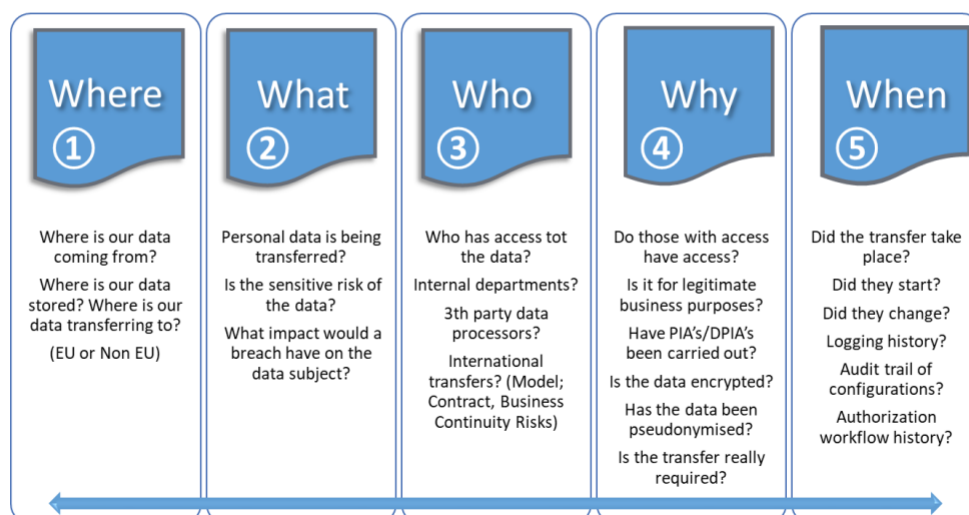 Where
1
Where is our data
coming from?
Where is our data
stored? Where is our
data transferring to?
(EU or Non EU)
What
2
Personal data is being
transferred?
Is the sensitive risk of
the data?
What impact would a
breach have on the
data subject?
Who
3
Who has access tot
the data?
Internal departments?
3th party data
processors?
International
transfers? (Model;
Contract, Business
Continuity Risks)
Why
4
Do those with access
have access?
Is it for legitimate
business purposes?
Have PIA's/DPIA's
been carried out?
Is the data encrypted?
Has the data been
pseudonymised?
Is the transfer really
required?
When
5
Did the transfer take
place?
Did they start?
Did they change?
Logging history?
Audit trail of
configurations?
Authorization
workflow history?